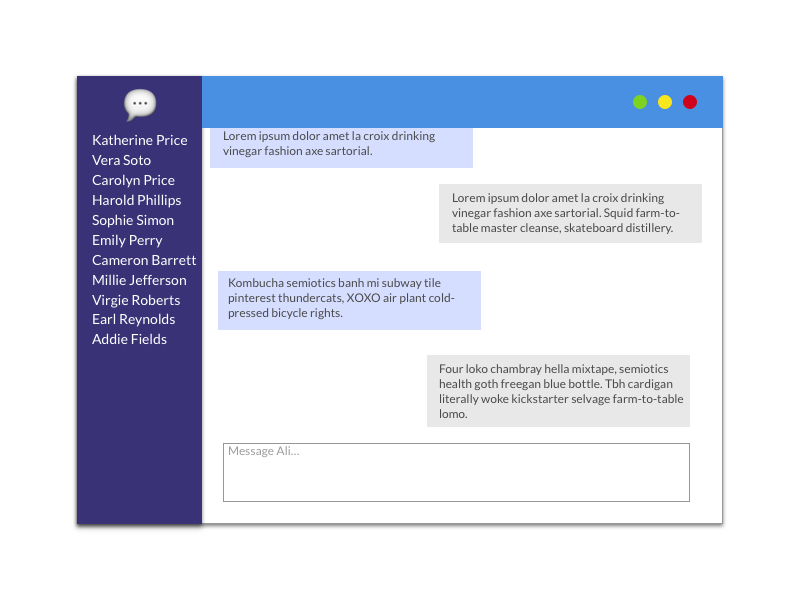 Katherine Price
Vera Soto
Carolyn Price
Harold Phillips
Sophie Simon
Emily Perry
Cameron Barrett
Millie Jefferson
Virgie Roberts
Earl Reynolds
Addie Fields
Lorem ipsum dolor amet la croix drinking
vinegar fashion axe sartorial.
Lorem ipsum dolor amet la croix drinking
vinegar fashion axe sartorial. Squid farm-to-
table master cleanse, skateboard distillery.
Kombucha semiotics banh mi subway tile
pinterest thundercats, XOXO air plant cold-
pressed bicycle rights.
Four loko chambray hella mixtape, semiotics
health goth freegan blue bottle. Tbh cardigan
literally woke kickstarter selvage farm-to-table
lomo.
Message Ali...